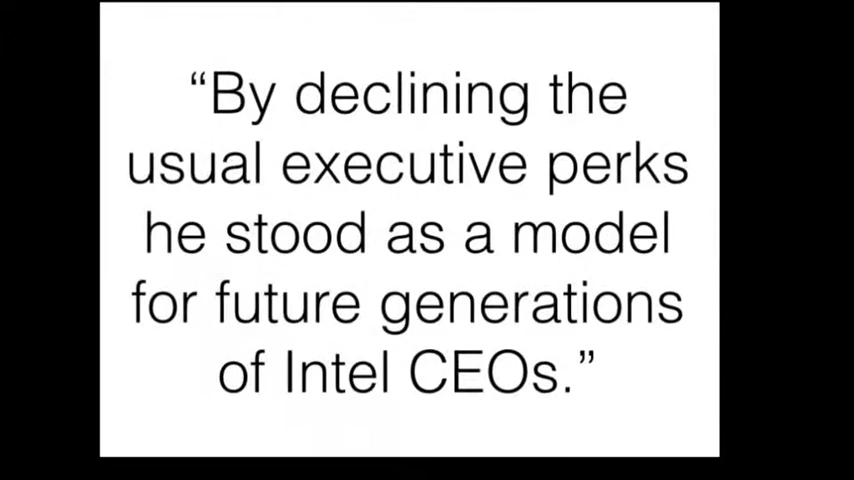 “By declining the
usual executive perks
he stood as a model
for future generations
of Intel CEOs.”